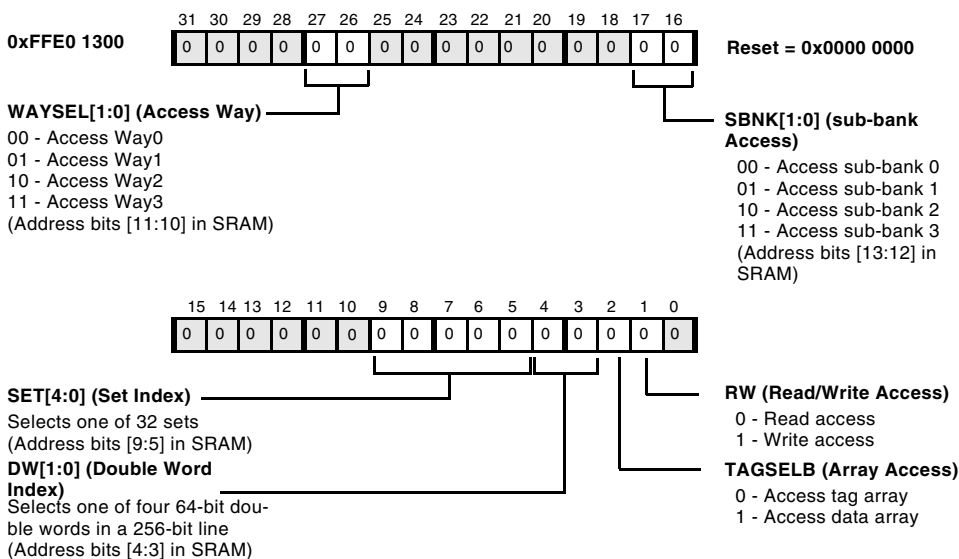 31 30 29 28 27 26 25 24 23 22 21 20 19 18 17 16
0xFFE0 1300
0 0 0 0 0 0 0 0 0 0 0 0 0 0 0 0
Reset = 0x0000 0000
WAYSEL[1:0] (Access Way)
00 - Access Way0
01 - Access Way1
10 - Access Way2
11 - Access Way3
(Address bits [11:10] in SRAM)
SBNK[1:0] (sub-bank
Access)
00 - Access sub-bank 0
01 - Access sub-bank 1
10 - Access sub-bank 2
11 - Access sub-bank 3
(Address bits [13:12] in
SRAM)
15 14 13 12 11 10 9 8 7 6 5 4 3 2 1 0
0 0 0 0 0 0 0 0 0 0 0 0 0 0 0 0
SET[4:0] (Set Index)
Selects one of 32 sets
(Address bits [9:5] in SRAM)
DW[1:0] (Double Word
Index)
Selects one of four 64-bit dou-
ble words in a 256-bit line
(Address bits [4:3] in SRAM)
RW (Read/Write Access)
0 - Read access
1 - Write access
TAGSELB (Array Access)
0 - Access tag array
1 - Access data array